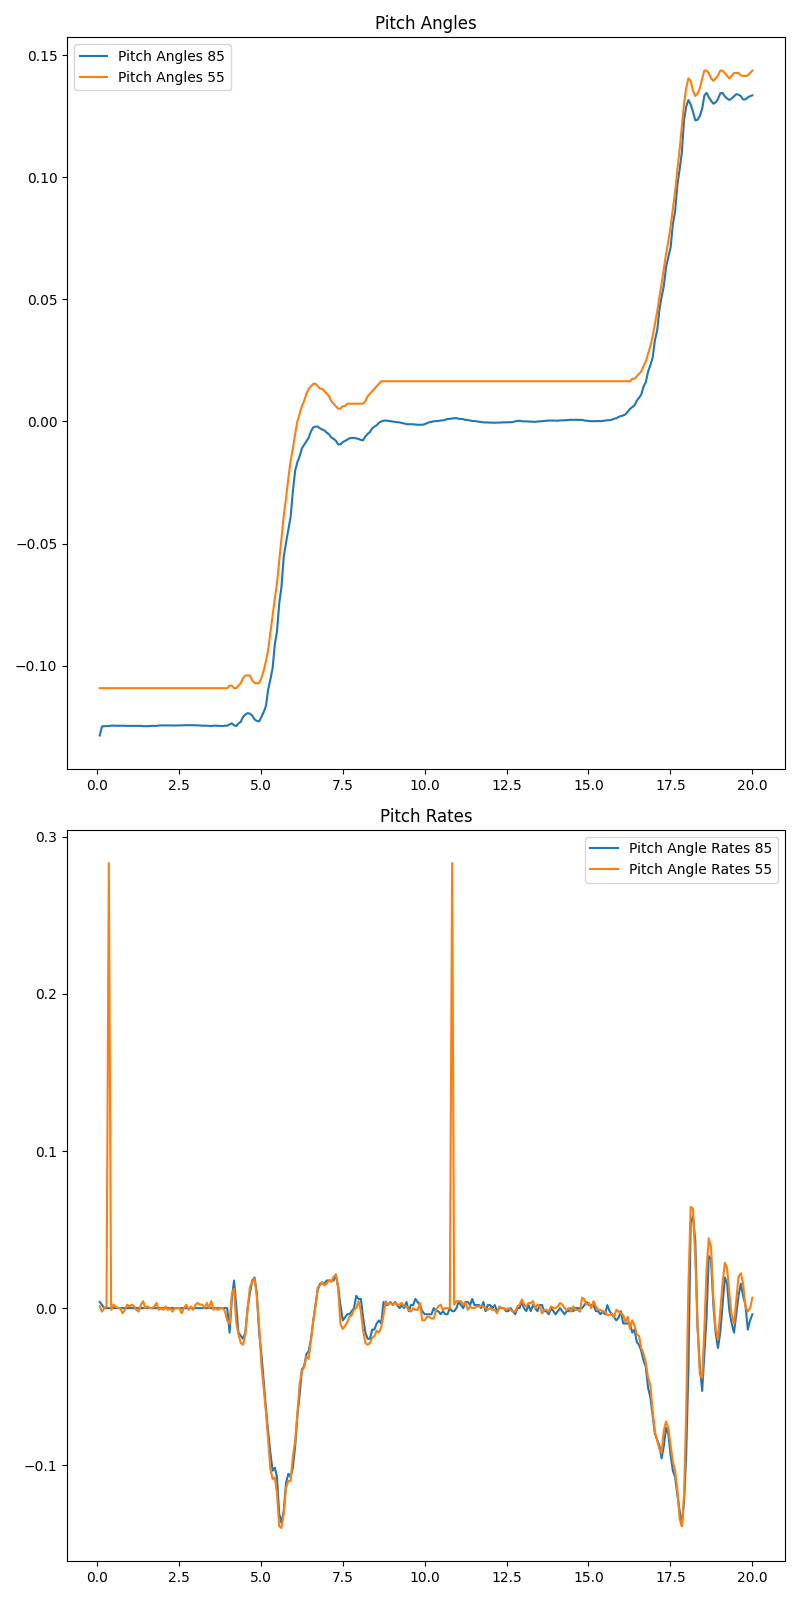 Pitch Angles
Pitch Angles 85
Pitch Angles 55
0.15
0.10
0.05
0.00
−0.05
−0.10
0.0 2.5 5.0 7.5 10.0 12.5 15.0 17.5 20.0
Pitch Rates
Pitch Angle Rates 85
Pitch Angle Rates 55
0.3
0.2
0.1
0.0
−0.1
0.0 2.5 5.0 7.5 10.0 12.5 15.0 17.5 20.0